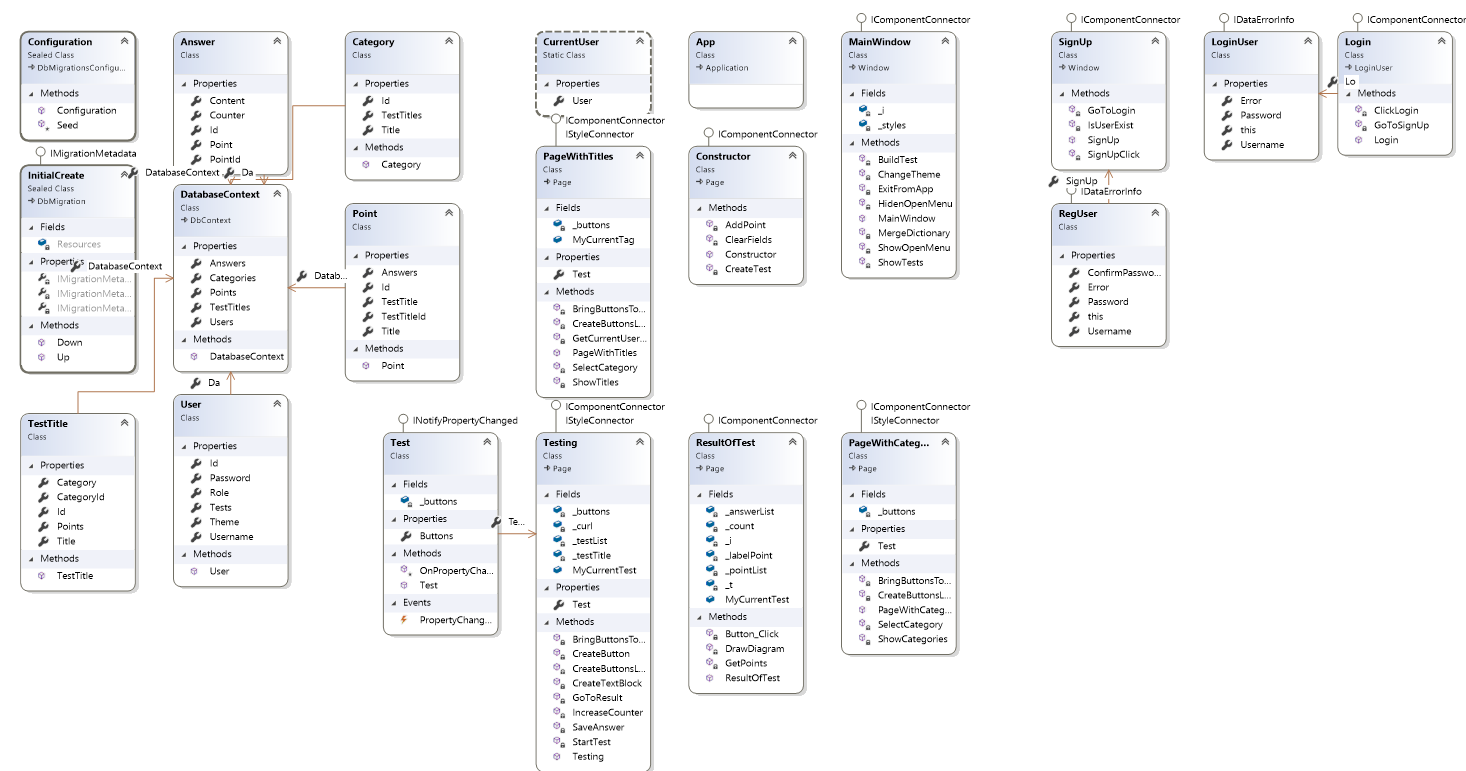 Configuration
Sealed Class
DbMigrationsConfigu...
Methods
Configuration
Seed
IMigrationMetadata
InitialCreate
Sealed Class
DbMigration
Fields
Resources
Properti
IMigrationMeta...
IMigrationMeta...
IMigrationMeta...
Methods
Down
Up
DatabaseContext
TestTitle
Class
Properties
Category
CategoryId
Id
Points
Title
Methods
TestTitle
Answer
Class
Properties
Content
Counter
Id
Point
PointId
DatabaseContext
Da
DatabaseContext
Class
DbContext
Properties
Answers
Categories
Points
TestTitles
Users
Methods
DatabaseContext
Da
User
Class
Properties
Id
Password
Role
Tests
Theme
Username
Methods
User
Category
Class
Properties
Id
TestTitles
Title
Methods
Category
Datab...
Point
Class
Properties
Answers
Id
TestTitle
TestTitleId
Title
Methods
Point
INotifyPropertyChanged
Test
Class
Fields
_buttons
Properties
Buttons
Methods
OnPropertyCha...
Test
Events
PropertyChang...
Te...
CurrentUser
Static Class
Properties
User
IComponentConnector
IStyleConnector
PageWithTitles
Class
Page
Fields
_buttons
MyCurrentTag
Properties
Test
Methods
BringButtonsTo...
CreateButtonsL...
GetCurrentUser...
PageWithTitles
SelectCategory
ShowTitles
IComponentConnector
IStyleConnector
Testing
Class
Page
Fields
_buttons
_curl
_testList
_testTitle
MyCurrentTest
Properties
Test
Methods
BringButtonsTo...
CreateButton
CreateButtonsL...
CreateTextBlock
GoToResult
IncreaseCounter
SaveAnswer
StartTest
Testing
App
Class
Application
IComponentConnector
Constructor
Class
Page
Methods
AddPoint
ClearFields
Constructor
CreateTest
IComponentConnector
ResultOfTest
Class
Page
Fields
_answerList
_count
_i
_labelPoint
_pointList
_t
MyCurrentTest
Methods
Button_Click
DrawDiagram
GetPoints
ResultOfTest
IComponentConnector
MainWindow
Class
Window
Fields
_i
_styles
Methods
BuildTest
ChangeTheme
ExitFromApp
HidenOpenMenu
MainWindow
MergeDictionary
ShowOpenMenu
ShowTests
IComponentConnector
IStyleConnector
PageWithCateg...
Class
Page
Fields
_buttons
Properties
Test
Methods
BringButtonsTo...
CreateButtonsL...
PageWithCateg...
SelectCategory
ShowCategories
IComponentConnector
SignUp
Class
Window
Methods
GoToLogin
IsUserExist
SignUp
SignUpClick
SignUp
IDataErrorInfo
RegUser
Class
Properties
ConfirmPasswo...
Error
Password
this
Username
IDataErrorInfo
LoginUser
Class
Properties
Error
Password
this
Username
IComponentConnector
Login
Class
LoginUser
Lo
Methods
ClickLogin
GoToSignUp
Login